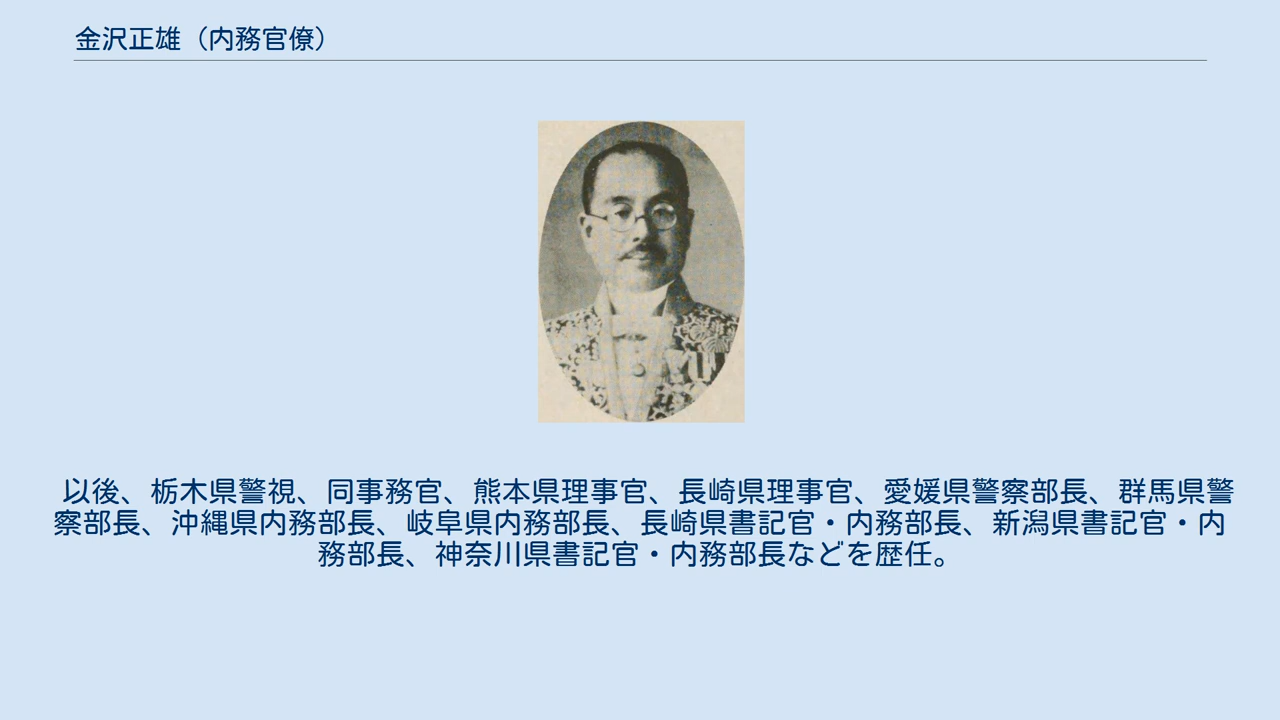 金沢正雄（内務官僚）
以後、栃木県警視、同事務官、熊本県理事官、長崎県理事官、愛媛県警察部長、群馬県警
察部長、沖縄県内務部長、岐阜県内務部長、長崎県書記官・内務部長、新潟県書記官・内
務部長、神奈川県書記官・内務部長などを歴任。